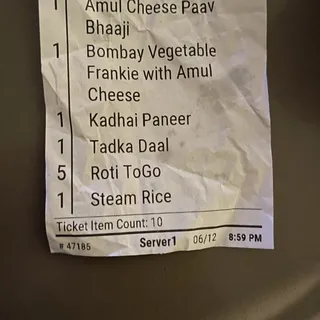 1 Amul Cheese Paav
Bhaaji
1 Bombay Vegetable
Frankie with Amul
Cheese
1 Kadhai Paneer
1 Tadka Daal
5 Roti ToGo
1 Steam Rice
Ticket Item Count: 10
# 47185 Server1 06/12 8:59 PM